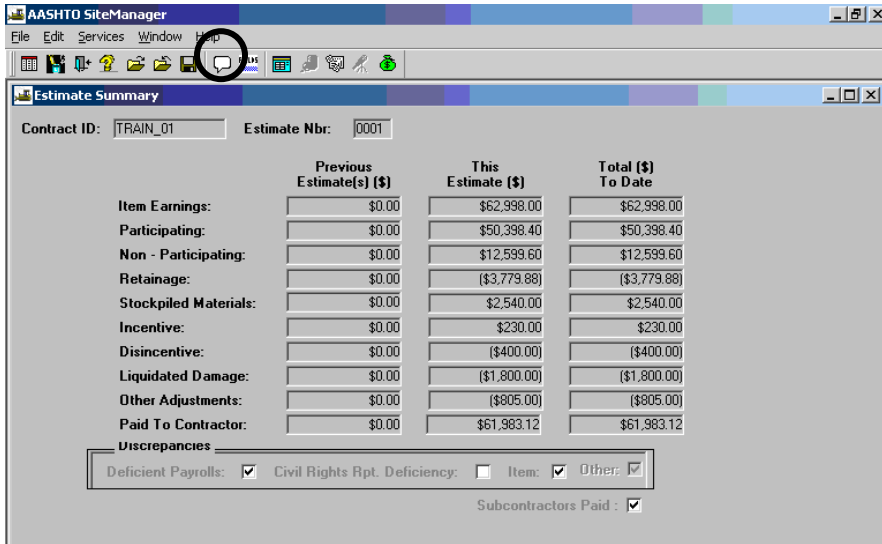 AASHTO SiteManager
File Edit Services Window Help
Estimate Summary
Contract ID: TRAIN_01 Estimate Nbr: 0001
Previous Estimate(s) ($) This Estimate ($) Total ($) To Date
Item Earnings: $0.00 $62,998.00 $62,998.00
Participating: $0.00 $50,398.40 $50,398.40
Non - Participating: $0.00 $12,599.60 $12,599.60
Retainage: $0.00 ($3,779.88) ($3,779.88)
Stockpiled Materials: $0.00 $2,540.00 $2,540.00
Incentive: $0.00 $230.00 $230.00
Disincentive: $0.00 ($400.00) ($400.00)
Liquidated Damage: $0.00 ($1,800.00) ($1,800.00)
Other Adjustments: $0.00 ($805.00) ($805.00)
Paid To Contractor: $0.00 $61,983.12 $61,983.12
Discrepancies
Deficient Payrolls: Civil Rights Rpt. Deficiency: Item: Other:
Subcontractors Paid :